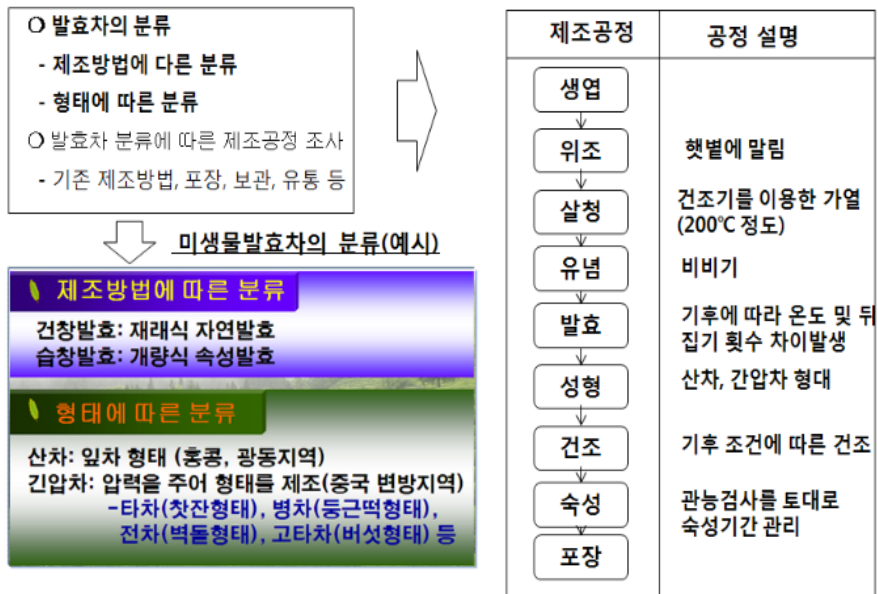 ○ 발효차의 분류
- 제조방법에 다른 분류
- 형태에 따른 분류
○ 발효차 분류에 따른 제조공정 조사
- 기존 제조방법, 포장, 보관, 유통 등
미생물발효차의 분류(예시)
제조방법에 따른 분류
건창발효: 재래식 자연발효
습창발효: 개량식 속성발효
형태에 따른 분류
산차: 잎차 형태 (홍콩, 광동지역)
긴압차: 압력을 주어 형태를 제조(중국 변방지역)
-타차(찻잔형태), 병차(둥근떡형태),
전차(벽돌형태), 고타차(버섯형태) 등
제조공정 공정 설명
생엽
위조 햇볕에 말림
살청 건조기를 이용한 가열
(200℃ 정도)
유념 비비기
발효 기후에 따라 온도 및 뒤
집기 횟수 차이발생
성형 산차, 간압차 형대
건조 기후 조건에 따른 건조
숙성 관능검사를 토대로
숙성기간 관리
포장